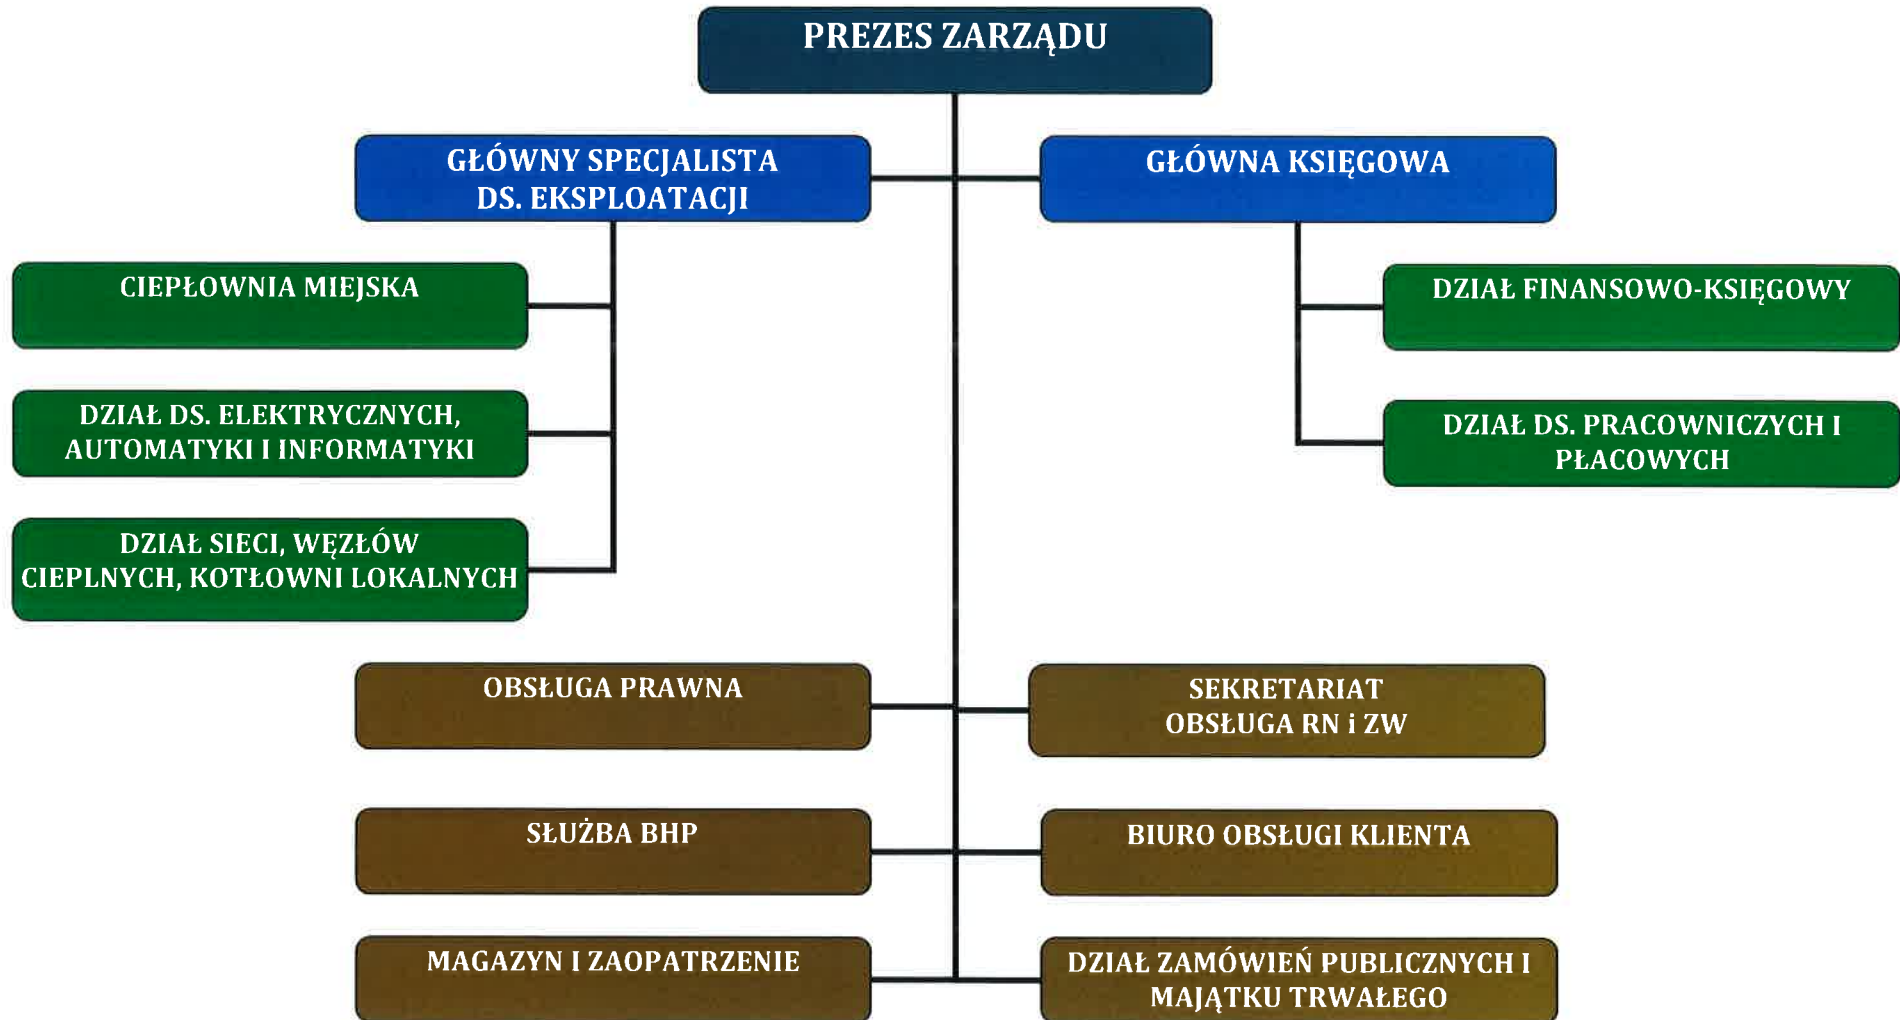 PREZES ZARZĄDU
GŁÓWNY SPECJALISTA
DS. EKSPLOATACJI
GŁÓWNA KSIĘGOWA
CIEPŁOWNIA MIEJSKA
DZIAŁ DS. ELEKTRYCZNYCH,
AUTOMATYKI I INFORMATYKI
DZIAŁ SIECI, WĘZŁÓW
CIEPLNYCH, KOTŁOWNI LOKALNYCH
DZIAŁ FINANSOWO-KSIĘGOWY
DZIAŁ DS. PRACOWNICZYCH I
PŁACOWYCH
OBSŁUGA PRAWNA
SEKRETARIAT
OBSŁUGA RN i ZW
SŁUŻBA BHP
BIURO OBSŁUGI KLIENTA
MAGAZYN I ZAOPATRZENIE
DZIAŁ ZAMÓWIEŃ PUBLICZNYCH I
MAJĄTKU TRWAŁEGO